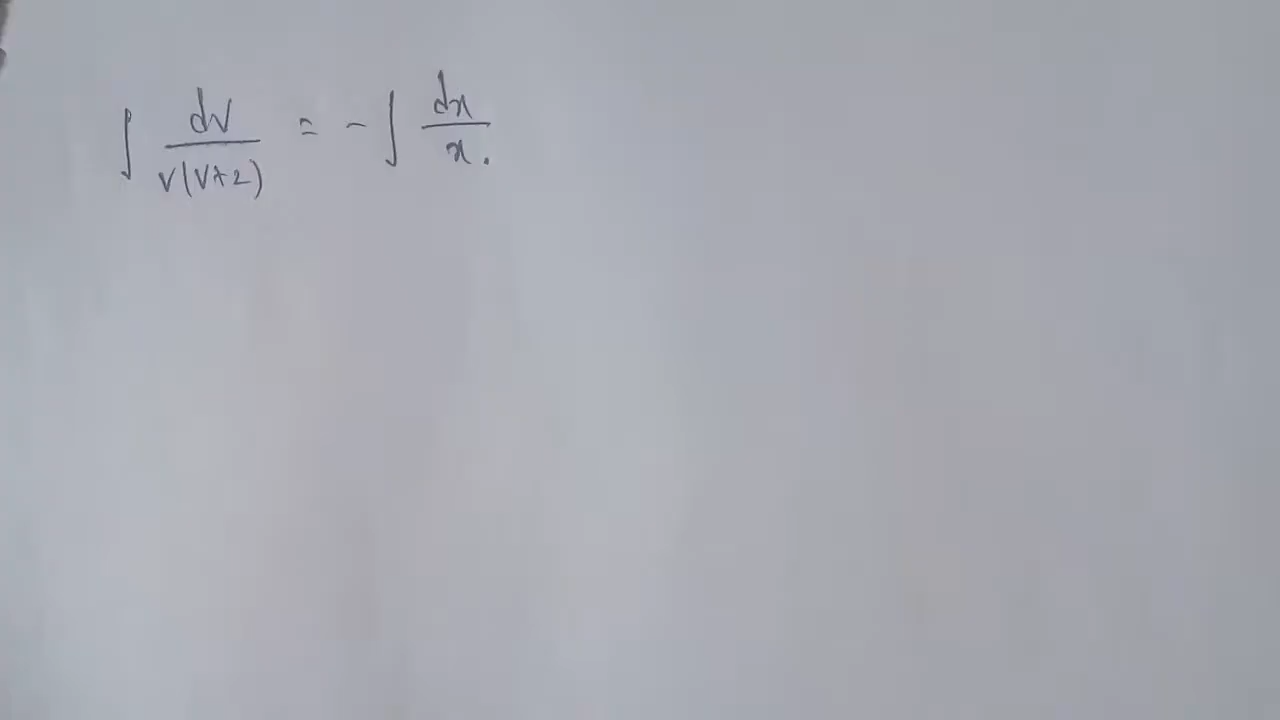 ∫ dv/v(v+2) = - ∫ dx/x.